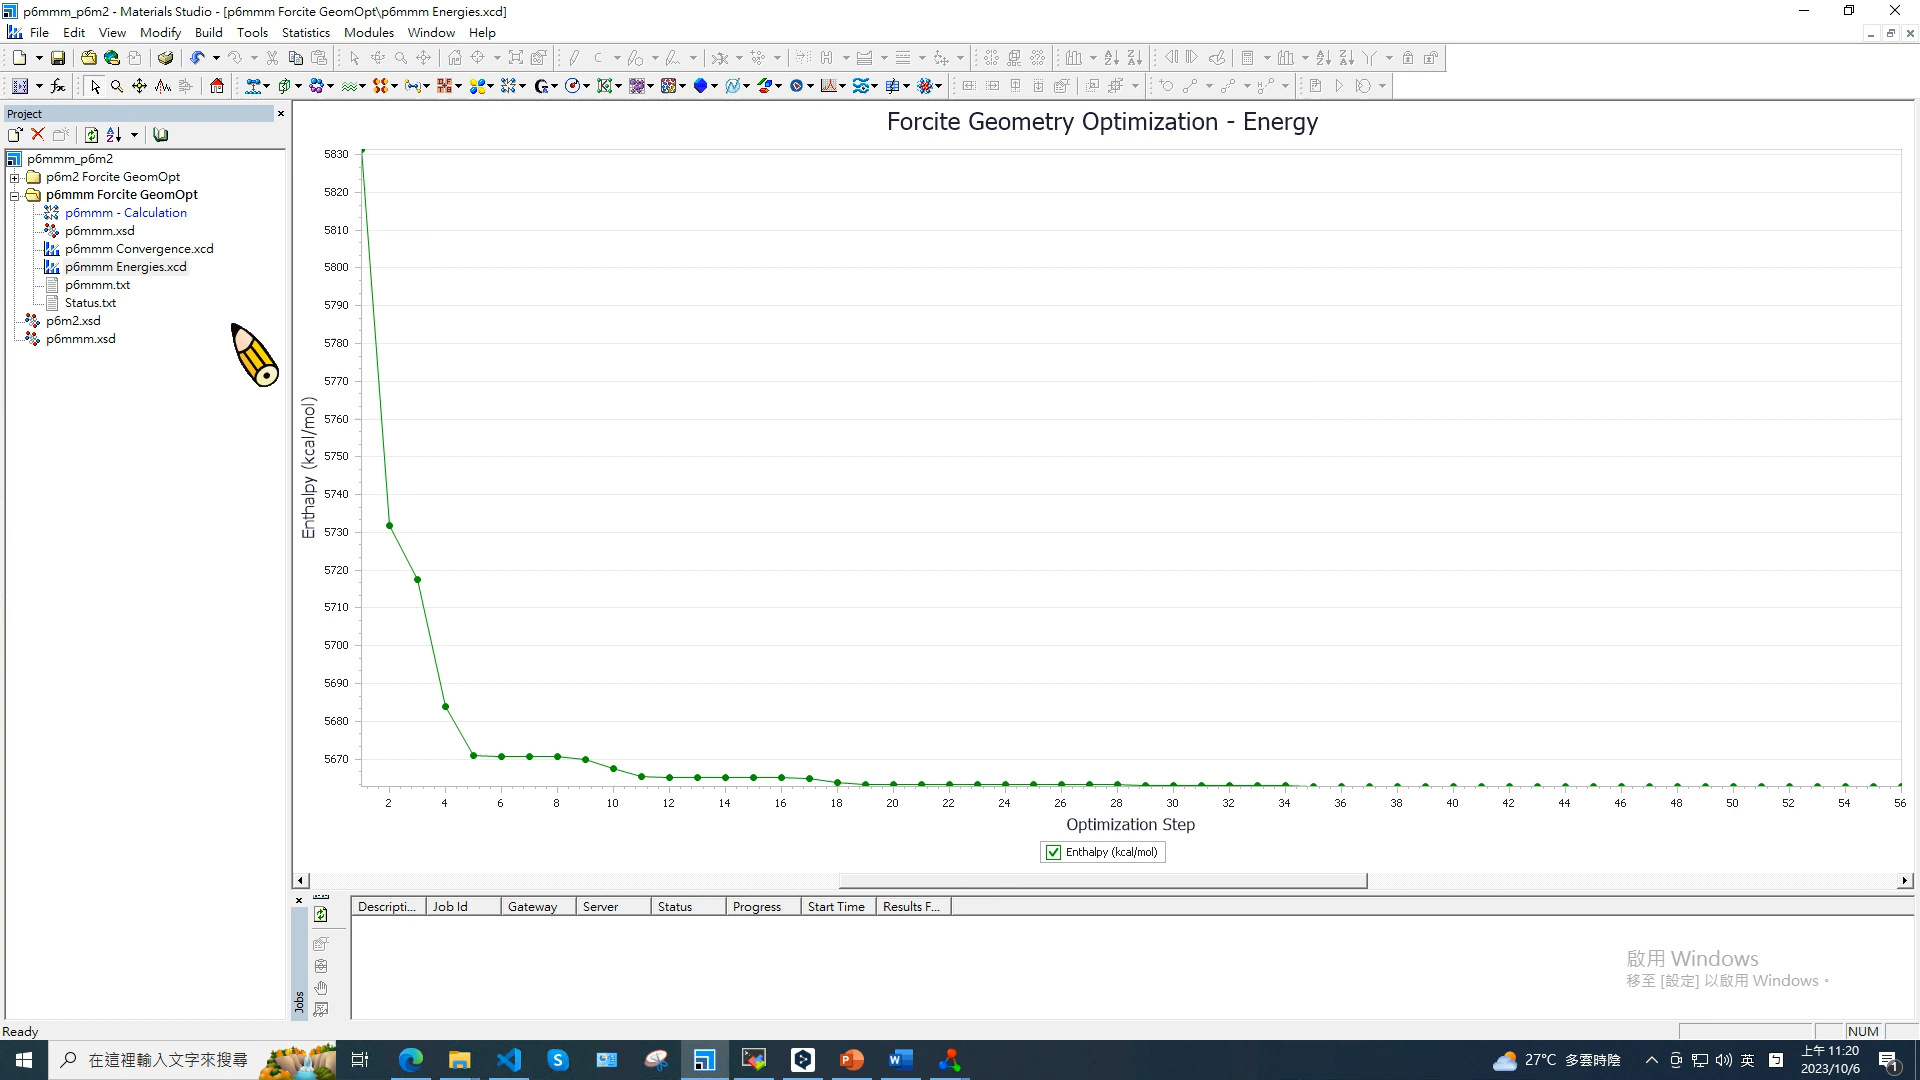 p6mmm_p6m2 - Materials Studio - [p6mmm Forcite GeomOpt\p6mmm Energies.xcd]
File Edit View Modify Build Tools Statistics Modules Window Help
Project
p6mmm_p6m2
p6m2 Forcite GeomOpt
p6mmm Forcite GeomOpt
p6mmm - Calculation
p6mmm.xsd
p6mmm Convergence.xcd
p6mmm Energies.xcd
p6mmm.txt
Status.txt
p6m2.xsd
p6mmm.xsd
Forcite Geometry Optimization - Energy
Enthalpy (kcal/mol)
5830
5820
5810
5800
5790
5780
5770
5760
5750
5740
5730
5720
5710
5700
5690
5680
5670
2 4 6 8 10 12 14 16 18 20 22 24 26 28 30 32 34 36 38 40 42 44 46 48 50 52 54 56
Optimization Step
Enthalpy (kcal/mol)
Jobs
Descripti... Job Id Gateway Server Status Progress Start Time Results F...
啟用 Windows
移至 [設定] 以啟用 Windows。
Ready
NUM
在這裡輸入文字來搜尋
27°C 多雲時陰
英
上午 11:20
2023/10/6
1